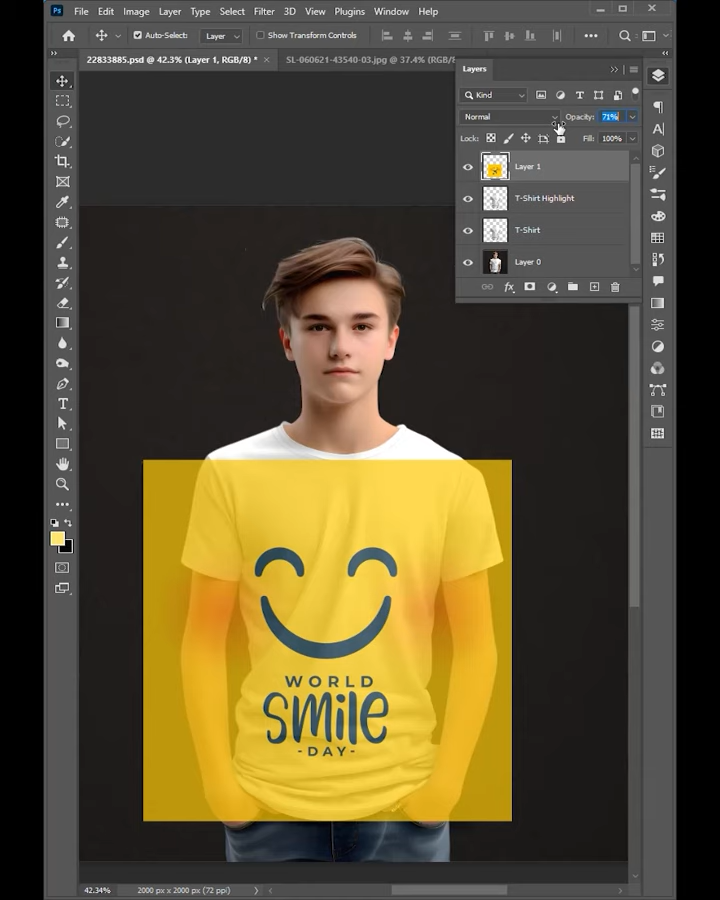 Ps File Edit Image Layer Type Select Filter 3D View Plugins Window Help
Auto-Select: Layer Show Transform Controls
22833885.psd @ 42.3% (Layer 1, RGB/8) * × SL-060621-43540-03.jpg @ 37.4% (RGB/8
Layers
Kind
Normal Opacity: 71%
Lock: Fill: 100%
Layer 1
T-Shirt Highlight
T-Shirt
Layer 0
fx
WORLD
smile
-DAY-
42.34% 2000 px x 2000 px (72 ppi)